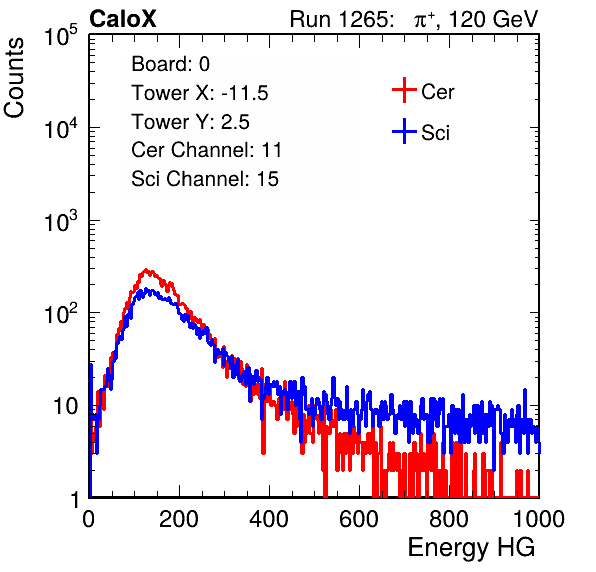 CaloX Run 1265: π⁺, 120 GeV
Counts
10⁵
10⁴
10³
10²
10
1
Board: 0
Tower X: -11.5
Tower Y: 2.5
Cer Channel: 11
Sci Channel: 15
Cer
Sci
0 200 400 600 800 1000
Energy HG